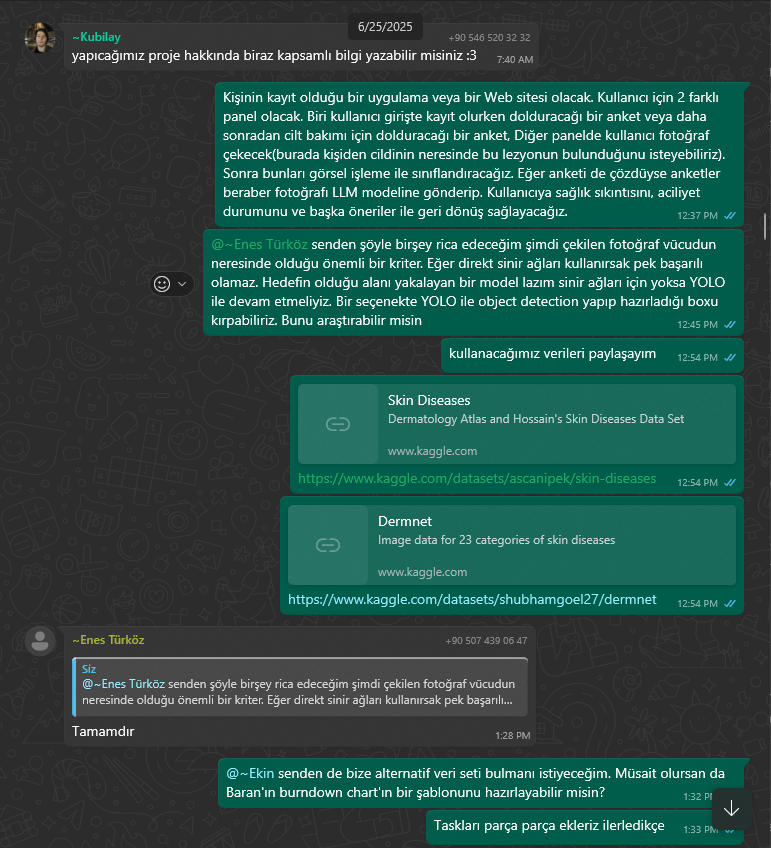 6/25/2025
~Kubilay
+90 546 520 32 32
yapıcağımız proje hakkında biraz kapsamlı bilgi yazabilir misiniz :3
7:40 AM
Kişinin kayıt olduğu bir uygulama veya bir Web sitesi olacak. Kullanıcı için 2 farklı
panel olacak. Biri kullanıcı girişte kayıt olurken dolduracağı bir anket veya daha
sonradan cilt bakımı için dolduracağı bir anket, Diğer panelde kullanıcı fotoğraf
çekecek(burada kişiden cildinin neresinde bu lezyonun bulunduğunu isteyebiliriz).
Sonra bunları görsel işleme ile sınıflandıracağız. Eğer anketi de çözdüyse anketler
beraber fotoğrafı LLM modeline gönderip. Kullanıcıya sağlık sıkıntısını, aciliyet
durumunu ve başka öneriler ile geri dönüş sağlayacağız.
12:37 PM
@~Enes Türköz senden şöyle birşey rica edeceğim şimdi çekilen fotoğraf vücudun
neresinde olduğu önemli bir kriter. Eğer direkt sinir ağları kullanırsak pek başarılı
olamaz. Hedefin olduğu alanı yakalayan bir model lazım sinir ağları için yoksa YOLO
ile devam etmeliyiz. Bir seçenekte YOLO ile object detection yapıp hazırladığı boxu
kırpabiliriz. Bunu araştırabilir misin
12:45 PM
kullanacağımız verileri paylaşayım
12:54 PM
Skin Diseases
Dermatology Atlas and Hossain's Skin Diseases Data Set
www.kaggle.com
https://www.kaggle.com/datasets/ascanipek/skin-diseases
12:54 PM
Dermnet
Image data for 23 categories of skin diseases
www.kaggle.com
https://www.kaggle.com/datasets/shubhamgoel27/dermnet
12:54 PM
~Enes Türköz
+90 507 439 06 47
Siz
@~Enes Türköz senden şöyle birşey rica edeceğim şimdi çekilen fotoğraf vücudun
neresinde olduğu önemli bir kriter. Eğer direkt sinir ağları kullanırsak pek başarılı...
Tamamdır
1:28 PM
@~Ekin senden de bize alternatif veri seti bulmanı istiyeceğim. Müsait olursan da
Baran'ın burndown chart'ın bir şablonunu hazırlayabilir misin?
1:32 PM
Taskları parça parça ekleriz ilerledikçe
1:33 PM